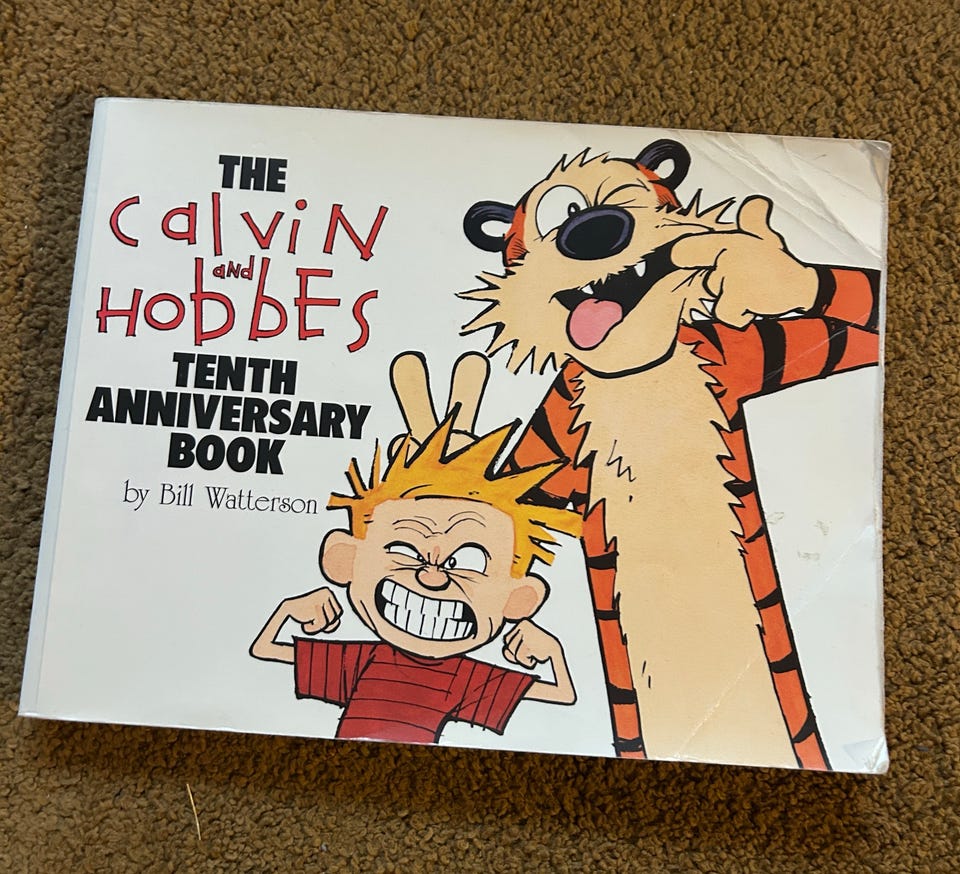 THE
CalviN
aND
HObbEs
TENTH
ANNIVERSARY
BOOK
by Bill Watterson